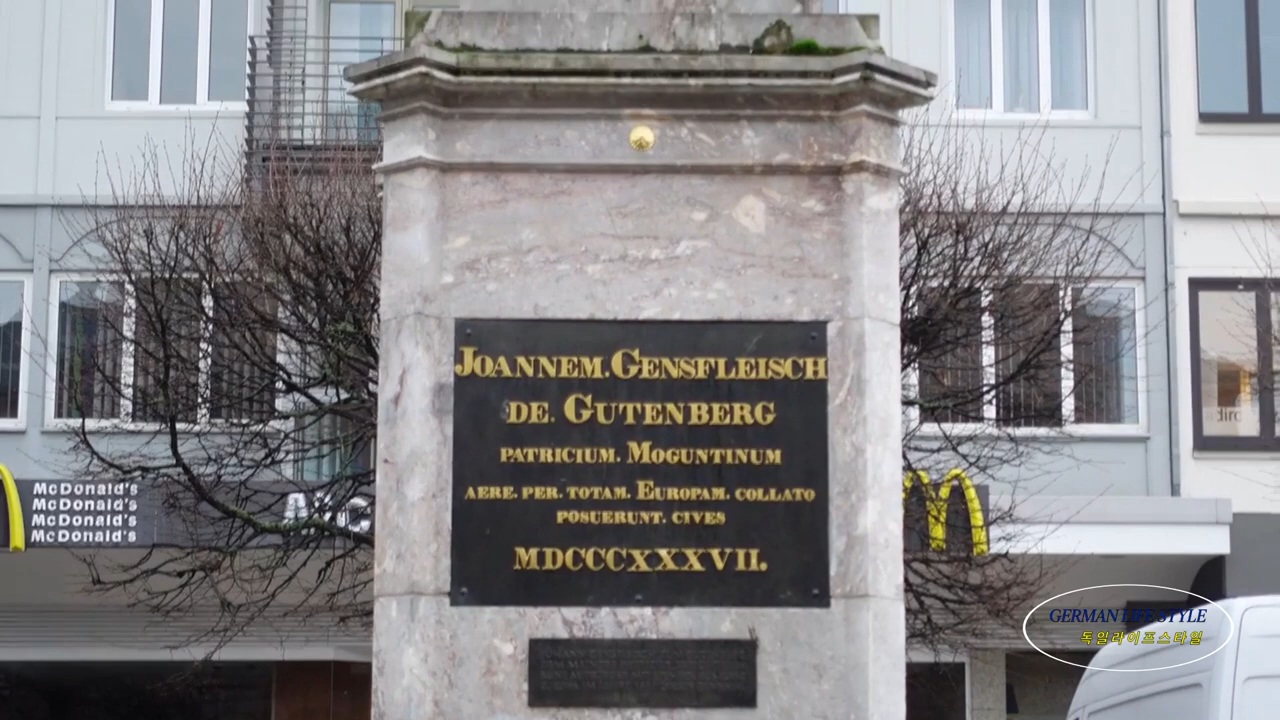 JOANNEM. GENSFLEISCH
DE. GUTENBERG
PATRICIUM. MOGUNTINUM
AERE. PER. TOTAM. EUROPAM. COLLATO
POSUERUNT. CIVES
MDCCCXXXVII.
McDonald's
McDonald's
McDonald's
McDonald's
GERMAN LIFE STYLE
독일라이프스타일